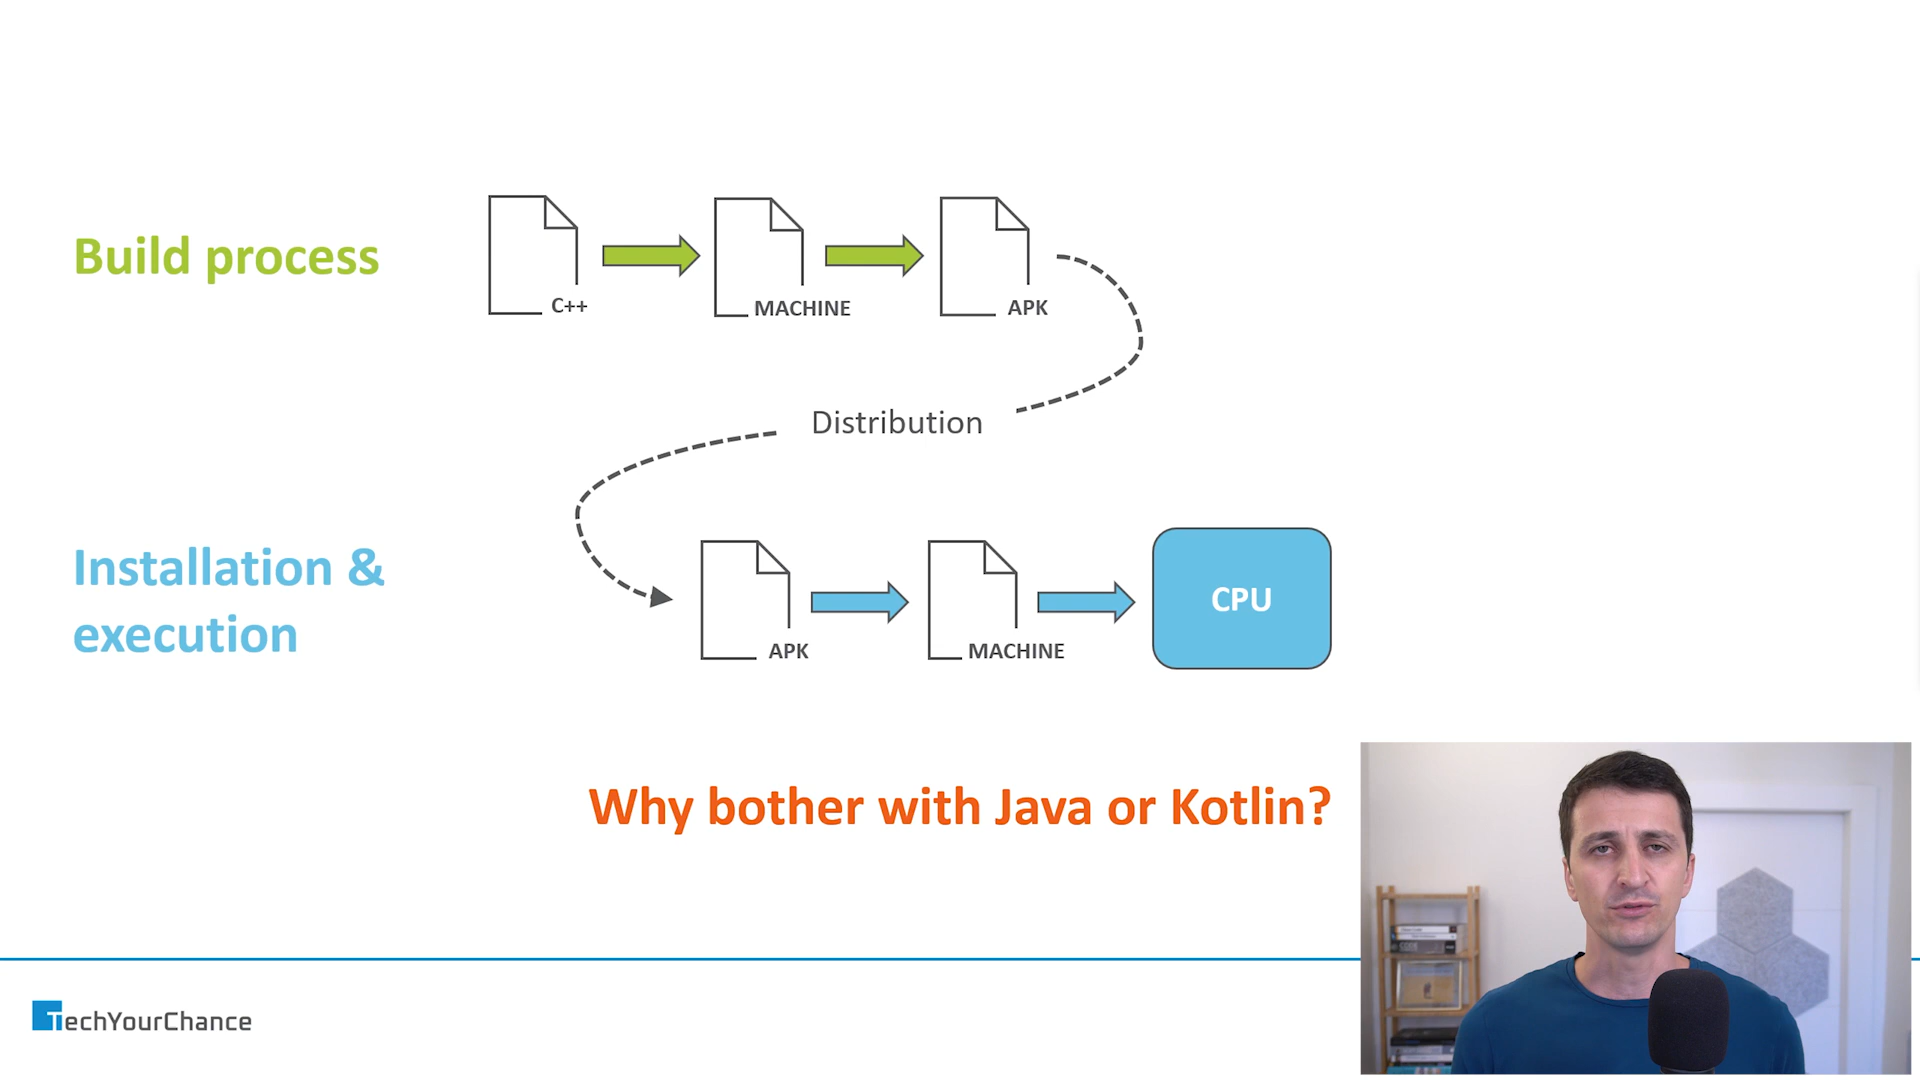 Build process
C++
MACHINE
APK
Distribution
Installation &
execution
APK
MACHINE
CPU
Why bother with Java or Kotlin?
TechYourChance